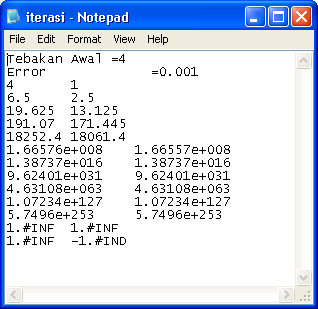 iterasi - Notepad
File Edit Format View Help
Tebakan Awal =4
Error =0.001
4 1
6.5 2.5
19.625 13.125
191.07 171.445
18252.4 18061.4
1.66576e+008 1.66557e+008
1.38737e+016 1.38737e+016
9.62401e+031 9.62401e+031
4.63108e+063 4.63108e+063
1.07234e+127 1.07234e+127
5.7496e+253 5.7496e+253
1.#INF 1.#INF
1.#INF -1.#IND